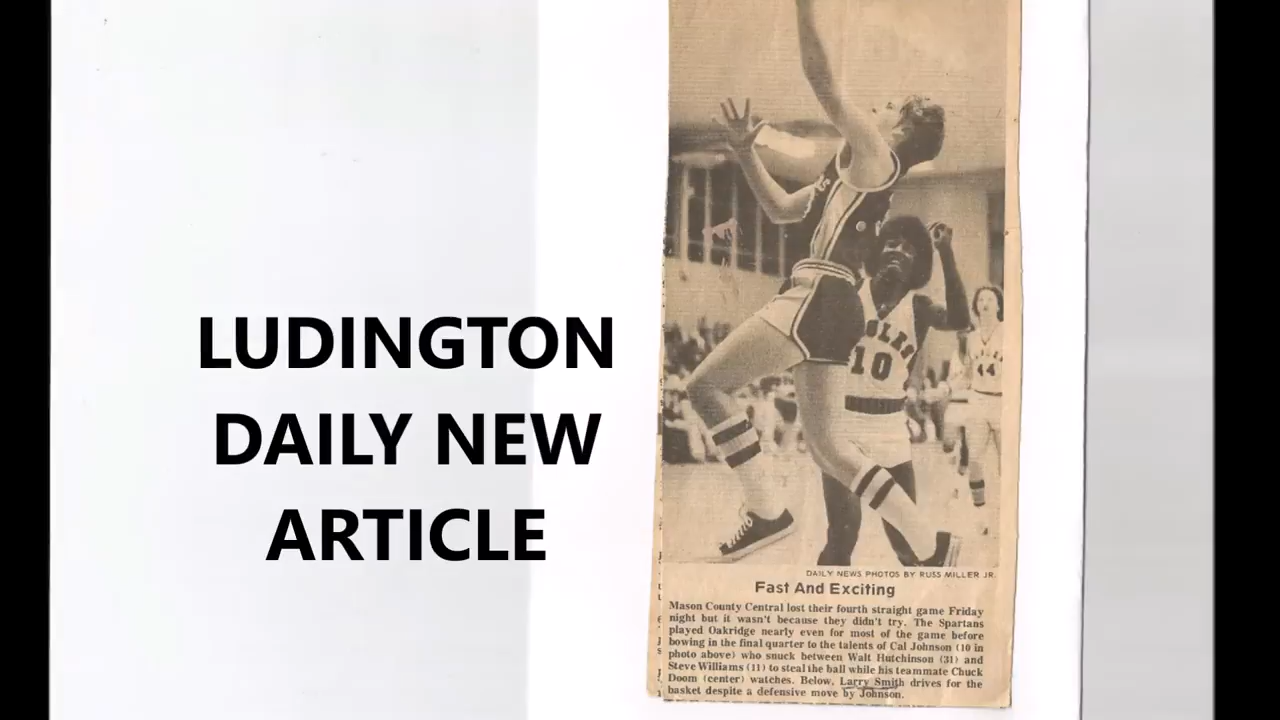 LUDINGTON
DAILY NEW
ARTICLE
OLES
10
44
DAILY NEWS PHOTOS BY RUSS MILLER JR.
Fast And Exciting
Mason County Central lost their fourth straight game Friday
night but it wasn't because they didn't try. The Spartans
played Oakridge nearly even for most of the game before
bowing in the final quarter to the talents of Cal Johnson (10 in
photo above) who snuck between Walt Hutchinson (31) and
Steve Williams (11) to steal the ball while his teammate Chuck
Doom (center) watches. Below, Larry Smith drives for the
basket despite a defensive move by Johnson.